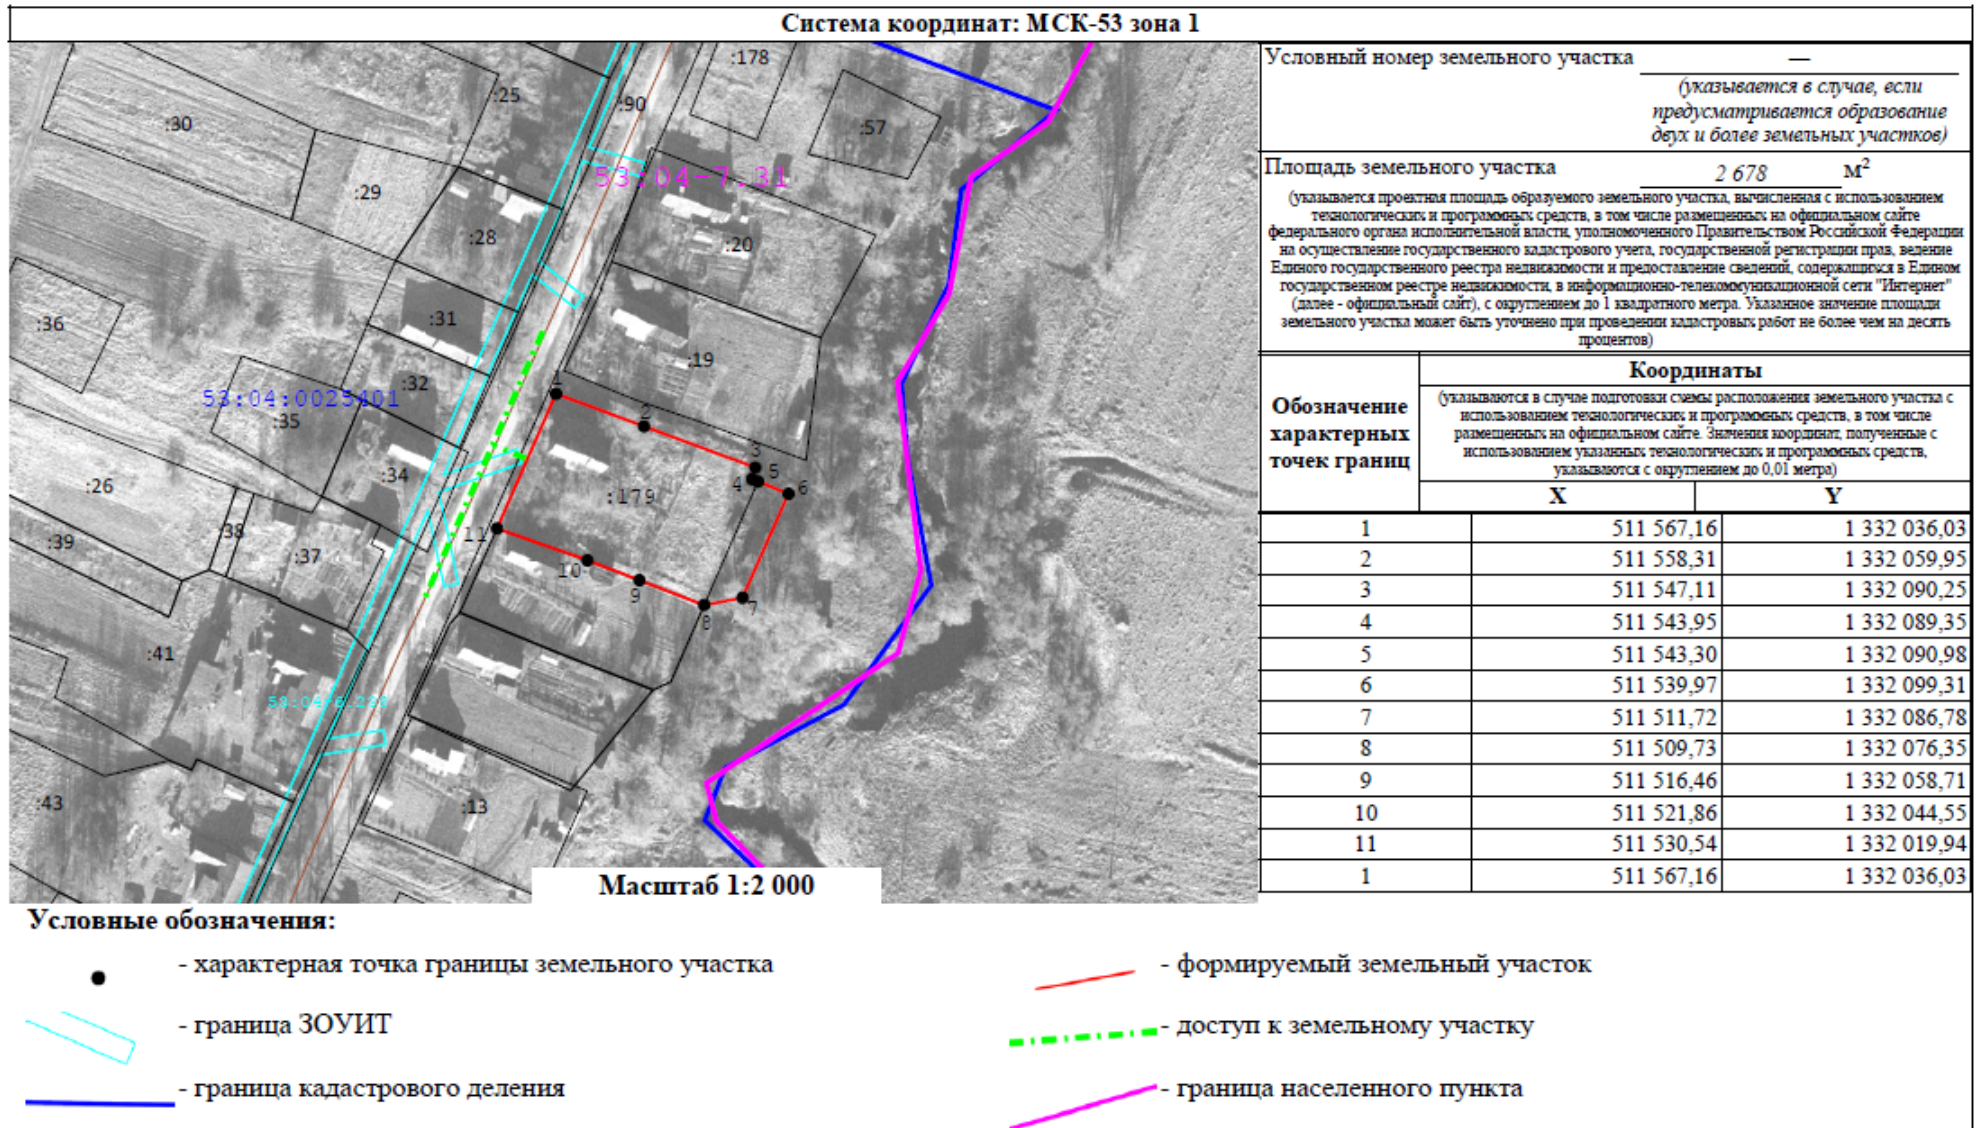 Система координат: МСК-53 зона 1
:178
:25
:90
:30
:57
53:04-7.31
:29
:28
:20
:36
:31
:19
:32
53:04:0025401
:35
1
2
3
5
4
6
:34
:179
:26
:38
11
:39
:37
10
9
7
8
:41
:43
:13
Масштаб 1:2 000
Условный номер земельного участка —
(указывается в случае, если
предусматривается образование
двух и более земельных участков)
Площадь земельного участка 2 678 м²
(указывается проектная площадь образуемого земельного участка, вычисленная с использованием
технологических и программных средств, в том числе размещенных на официальном сайте
федерального органа исполнительной власти, уполномоченного Правительством Российской Федерации
на осуществление государственного кадастрового учета, государственной регистрации прав, ведение
Единого государственного реестра недвижимости и предоставление сведений, содержащихся в Едином
государственном реестре недвижимости, в информационно-телекоммуникационной сети "Интернет"
(далее - официальный сайт), с округлением до 1 квадратного метра. Указанное значение площади
земельного участка может быть уточнено при проведении кадастровых работ не более чем на десять
процентов)
Обозначение
характерных
точек границ
Координаты
(указываются в случае подготовки схемы расположения земельного участка с
использованием технологических и программных средств, в том числе
размещенных на официальном сайте. Значения координат, полученные с
использованием указанных технологических и программных средств,
указываются с округлением до 0,01 метра)
X Y
1 511 567,16 1 332 036,03
2 511 558,31 1 332 059,95
3 511 547,11 1 332 090,25
4 511 543,95 1 332 089,35
5 511 543,30 1 332 090,98
6 511 539,97 1 332 099,31
7 511 511,72 1 332 086,78
8 511 509,73 1 332 076,35
9 511 516,46 1 332 058,71
10 511 521,86 1 332 044,55
11 511 530,54 1 332 019,94
1 511 567,16 1 332 036,03
Условные обозначения:
- характерная точка границы земельного участка
- формируемый земельный участок
- граница ЗОУИТ
- доступ к земельному участку
- граница кадастрового деления
- граница населенного пункта